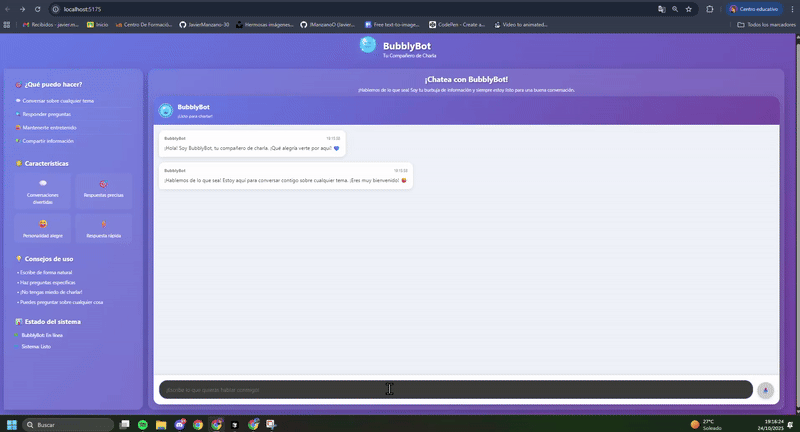 localhost:5175
Centro educativo
Recibidos - javier.m...
Centro De Formació...
JavierManzano-30
Hermosas imágenes...
JManzanoO (Javier...
Inicio
Free text-to-image...
CodePen - Create a...
Video to animated...
Todos los marcadores
BubblyBot
Tu Compañero de Charla
¿Qué puedo hacer?
Conversar sobre cualquier tema
Responder preguntas
Mantenerte entretenido
Compartir información
Características
Conversaciones divertidas
Respuestas precisas
Personalidad alegre
Respuesta rápida
Consejos de uso
• Escribe de forma natural
• Haz preguntas específicas
• ¡No tengas miedo de charlar!
• Puedes preguntar sobre cualquier cosa
Estado del sistema
BubblyBot: En línea
Sistema: Listo
¡Chatea con BubblyBot!
¡Hablemos de lo que sea! Soy tu burbuja de información y siempre estoy listo para una buena conversación.
BubblyBot
¡Listo para charlar!
BubblyBot
¡Hola! Soy BubblyBot, tu compañero de charla. ¡Qué alegría verte por aquí!
BubblyBot
¡Hablemos de lo que sea! Estoy aquí para conversar contigo sobre cualquier tema. ¡Eres muy bienvenido!
¡Escribe lo que quieras hablar conmigo!
Buscar
27°C
Soleado
19:18:24
24/10/2025